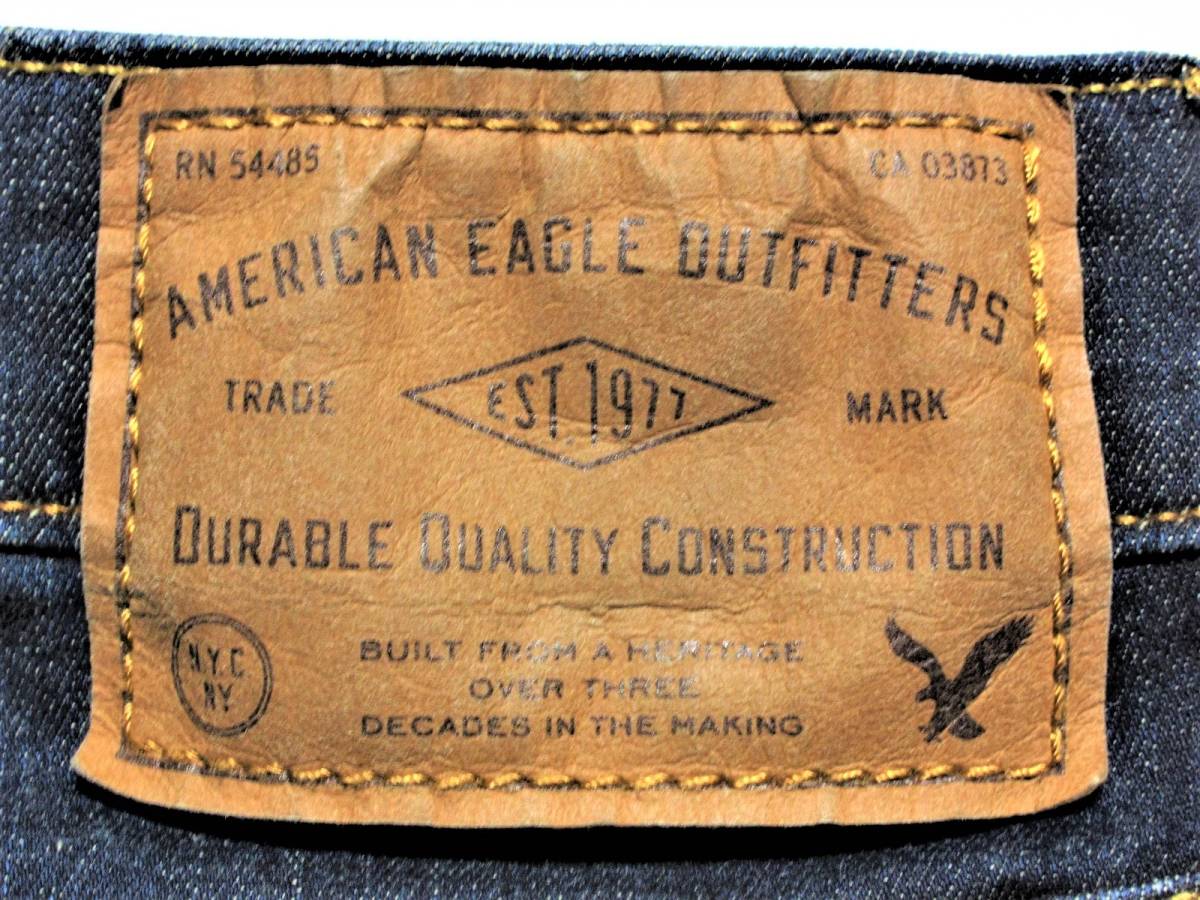 RN 54485 CA 03873
AMERICAN EAGLE OUTFITTERS
TRADE EST. 1977 MARK
DURABLE QUALITY CONSTRUCTION
N.Y.C
NY
BUILT FROM A HERITAGE
OVER THREE
DECADES IN THE MAKING